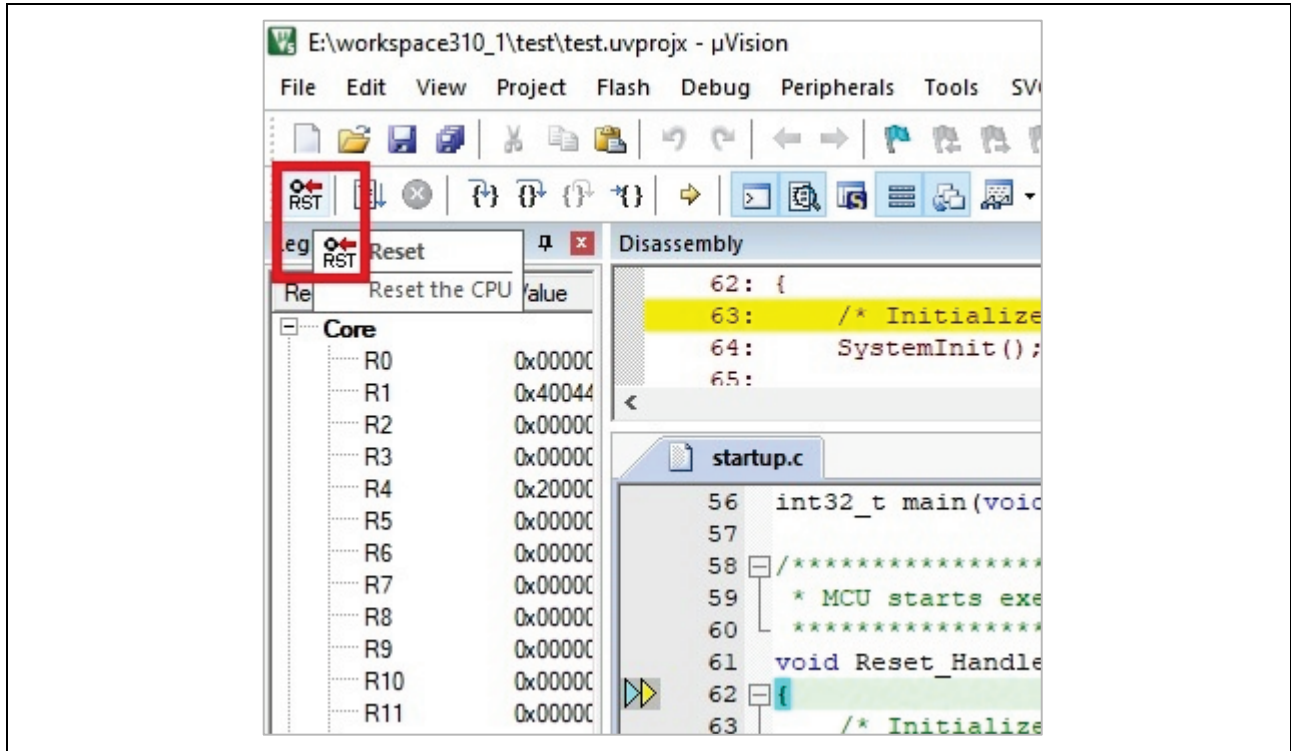 E:\workspace310_1\test\test.uvprojx - µVision
File Edit View Project Flash Debug Peripherals Tools
RST
RST Reset
Reset the CPU
Disassembly
62: {
63: /* Initialize
64: SystemInit();
65:
Core
R0 0x00000
R1 0x40044
R2 0x00000
R3 0x00000
R4 0x20000
R5 0x00000
R6 0x00000
R7 0x00000
R8 0x00000
R9 0x00000
R10 0x00000
R11 0x00000
startup.c
56 int32_t main(void
57
58 /*****************
59 * MCU starts exe
60 *****************
61 void Reset_Handle
62 {
63 /* Initialize